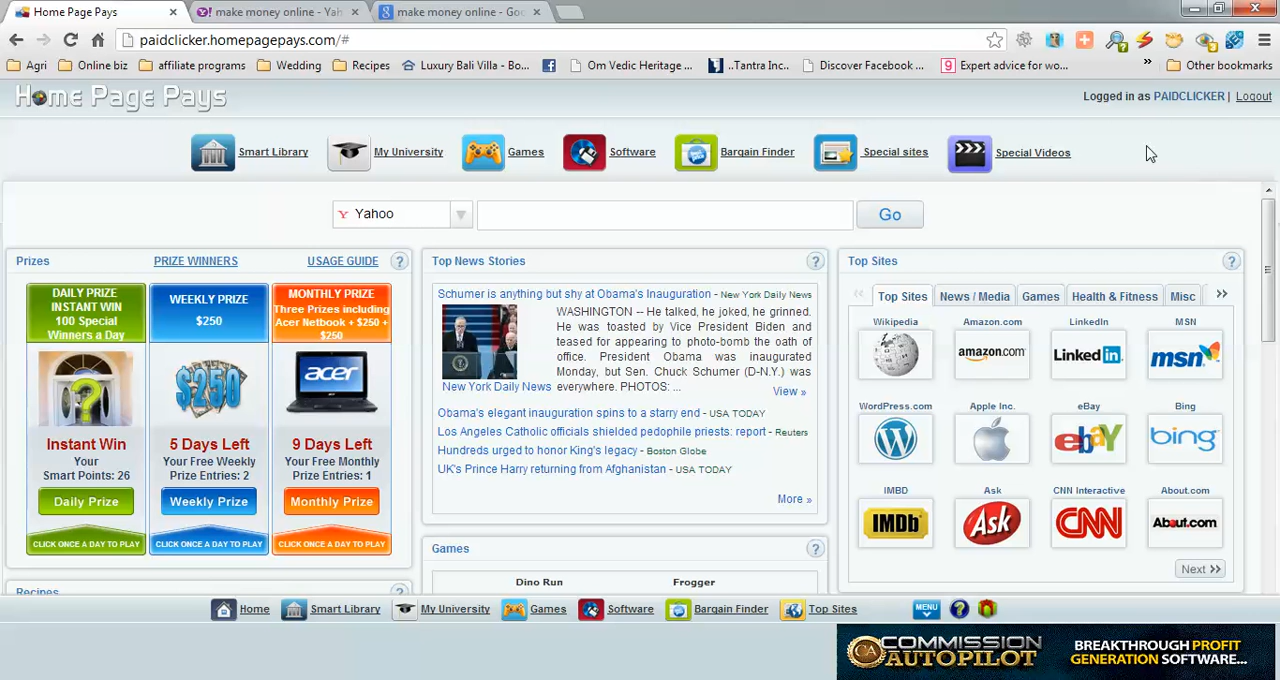 Home Page Pays
make money online - Yah
make money online - Goo
paidclicker.homepagepays.com/#
Agri
Online biz
affiliate programs
Wedding
Recipes
Luxury Bali Villa - Bo...
Om Vedic Heritage ...
..Tantra Inc..
Discover Facebook ...
Expert advice for wo...
Other bookmarks
Home Page Pays
Logged in as PAIDCLICKER | Logout
Smart Library
My University
Games
Software
Bargain Finder
Special sites
Special Videos
Yahoo
Go
Prizes
PRIZE WINNERS
USAGE GUIDE
DAILY PRIZE
INSTANT WIN
100 Special
Winners a Day
Instant Win
Your
Smart Points: 26
Daily Prize
CLICK ONCE A DAY TO PLAY
WEEKLY PRIZE
$250
$250
5 Days Left
Your Free Weekly
Prize Entries: 2
Weekly Prize
CLICK ONCE A DAY TO PLAY
MONTHLY PRIZE
Three Prizes including
Acer Netbook + $250 +
$250
acer
9 Days Left
Your Free Monthly
Prize Entries: 1
Monthly Prize
CLICK ONCE A DAY TO PLAY
Recipes
Top News Stories
Schumer is anything but shy at Obama's Inauguration - New York Daily News
WASHINGTON -- He talked, he joked, he grinned.
He was toasted by Vice President Biden and
teased for appearing to photo-bomb the oath of
office. President Obama was inaugurated
Monday, but Sen. Chuck Schumer (D-N.Y.) was
New York Daily News everywhere. PHOTOS: ...
View »
Obama's elegant inauguration spins to a starry end - USA TODAY
Los Angeles Catholic officials shielded pedophile priests: report - Reuters
Hundreds urged to honor King's legacy - Boston Globe
UK's Prince Harry returning from Afghanistan - USA TODAY
More »
Games
Dino Run
Frogger
Top Sites
Top Sites
News / Media
Games
Health & Fitness
Misc
Wikipedia
Amazon.com
LinkedIn
MSN
amazon.com
Linked in
msn
WordPress.com
Apple Inc.
eBay
Bing
ebay
bing
IMBD
Ask
CNN Interactive
About.com
IMDb
Ask
CNN
About.com
Next
Home
Smart Library
My University
Games
Software
Bargain Finder
Top Sites
MENU
CA
COMMISSION
AUTOPILOT
BREAKTHROUGH PROFIT
GENERATION SOFTWARE...